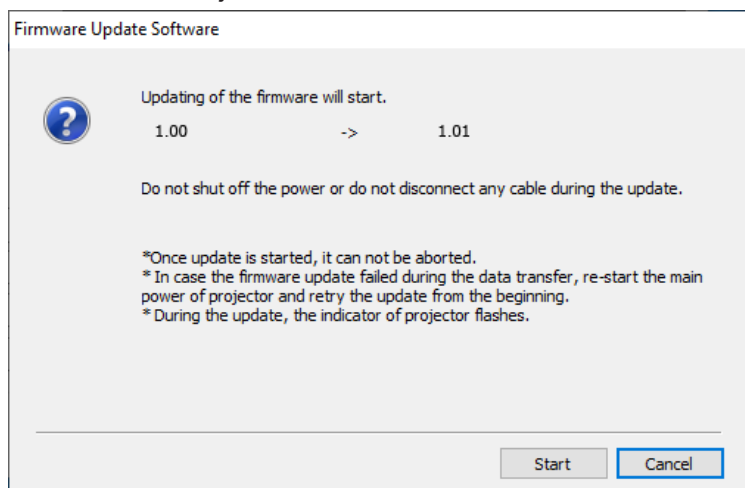 Firmware Update Software
Updating of the firmware will start.
1.00 -> 1.01
Do not shut off the power or do not disconnect any cable during the update.
*Once update is started, it can not be aborted.
* In case the firmware update failed during the data transfer, re-start the main
power of projector and retry the update from the beginning.
* During the update, the indicator of projector flashes.
Start Cancel